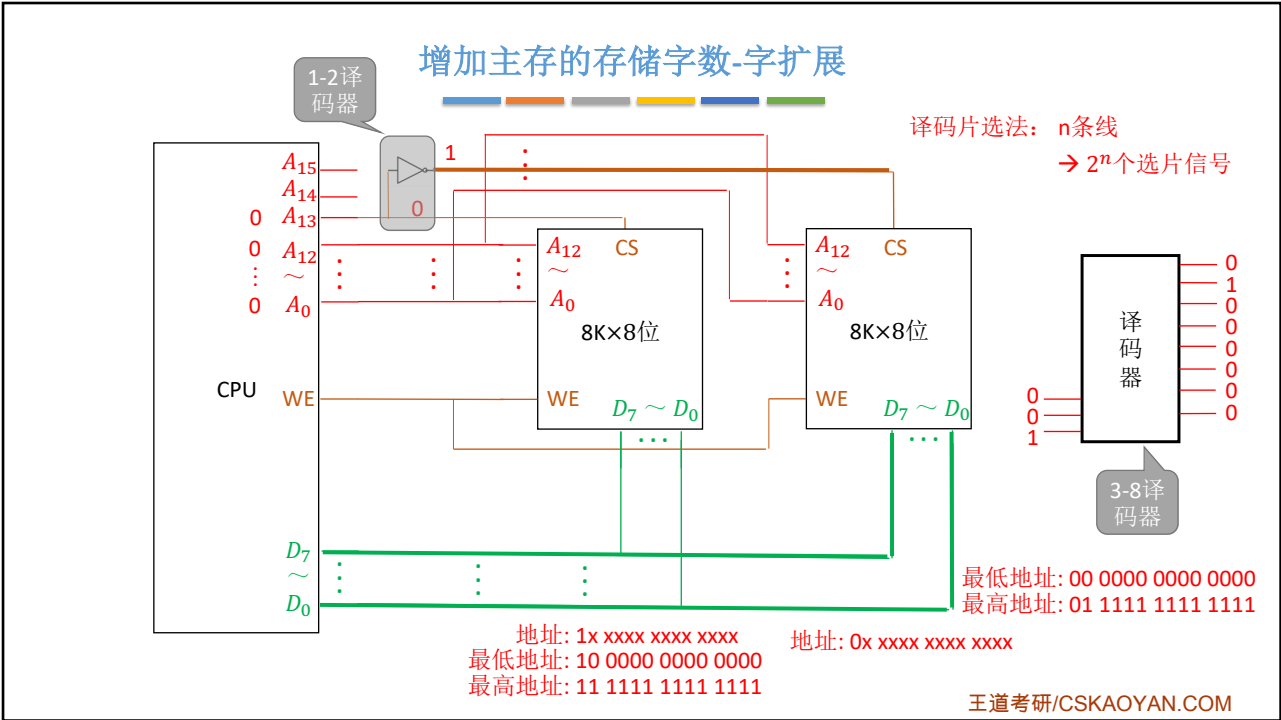 增加主存的存储字数-字扩展
1-2译
码器
译码片选法： n条线
→ 2ⁿ个选片信号
A₁₅
A₁₄
0 A₁₃
0 A₁₂
⋮ ～
0 A₀
1
0
CPU
WE
D₇
～
D₀
CS
A₁₂
～
A₀
8K×8位
WE
D₇ ～ D₀
CS
A₁₂
～
A₀
8K×8位
WE
D₇ ～ D₀
译
码
器
0
0
1
0
1
0
0
0
0
0
0
3-8译
码器
最低地址: 00 0000 0000 0000
最高地址: 01 1111 1111 1111
地址: 1x xxxx xxxx xxxx
最低地址: 10 0000 0000 0000
最高地址: 11 1111 1111 1111
地址: 0x xxxx xxxx xxxx
王道考研/CSKAOYAN.COM